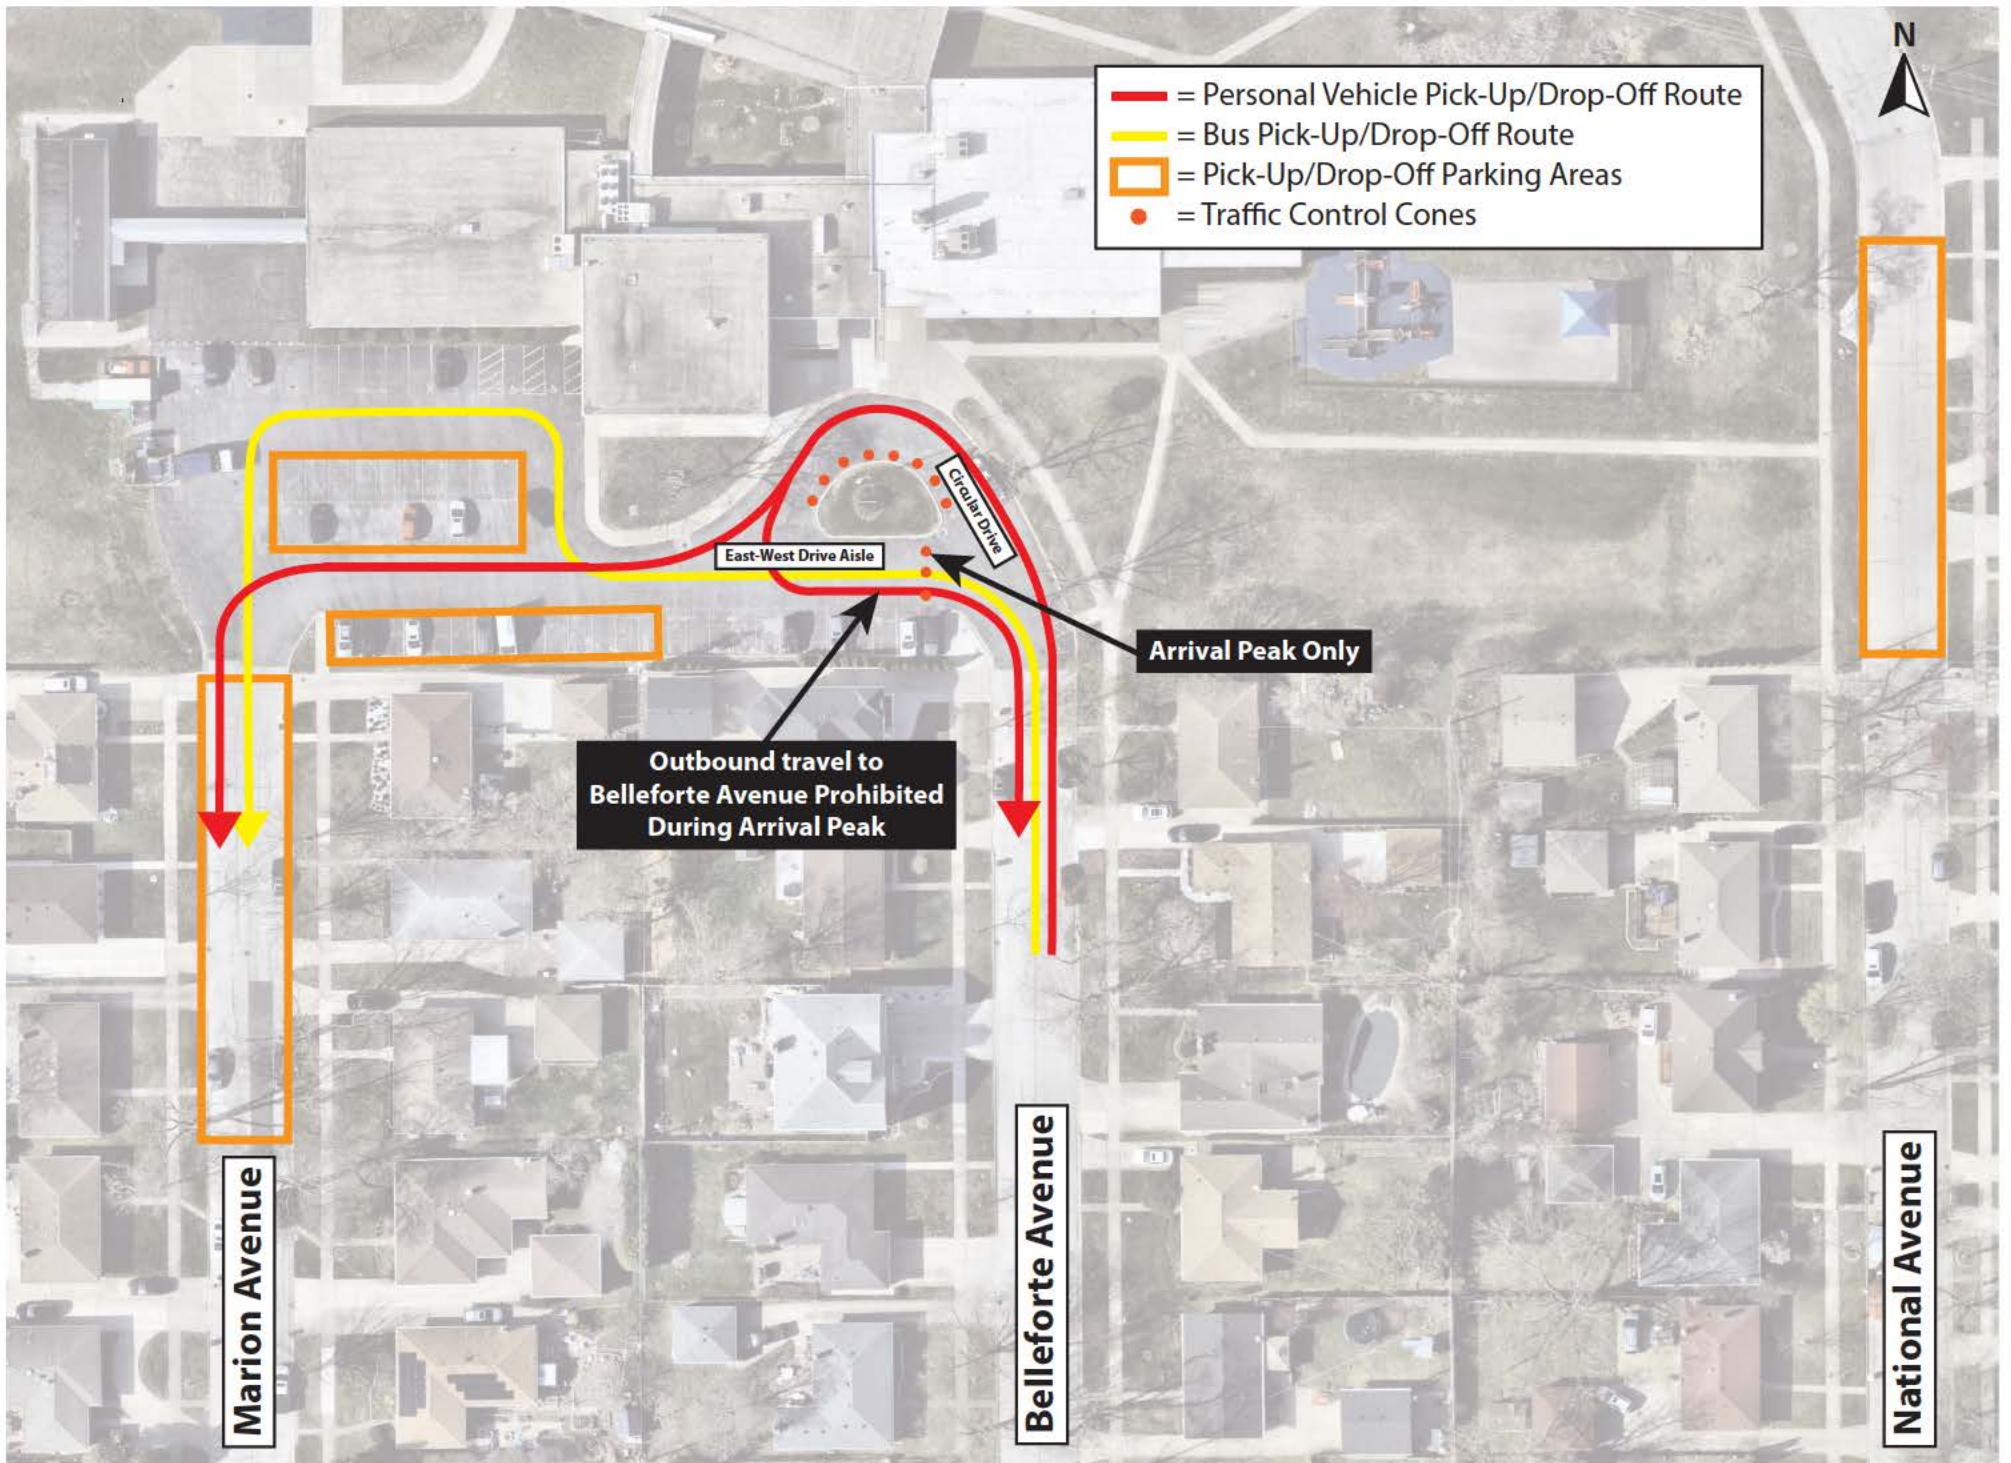 N
= Personal Vehicle Pick-Up/Drop-Off Route
= Bus Pick-Up/Drop-Off Route
= Pick-Up/Drop-Off Parking Areas
= Traffic Control Cones
Circular Drive
East-West Drive Aisle
Arrival Peak Only
Outbound travel to
Belleforte Avenue Prohibited
During Arrival Peak
Marion Avenue
Belleforte Avenue
National Avenue